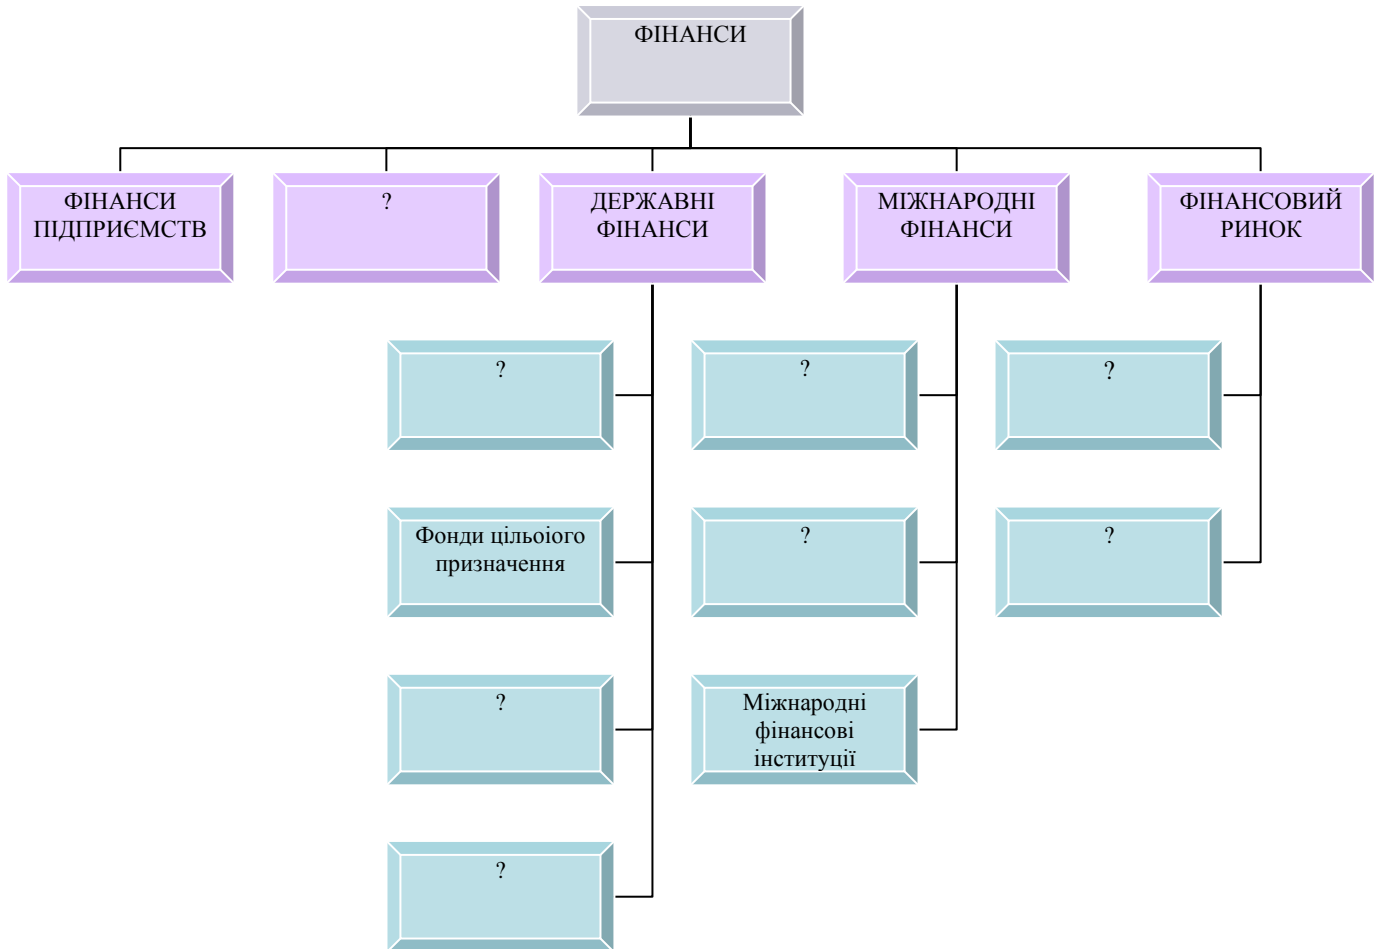 ФІНАНСИ
ФІНАНСИ
ПІДПРИЄМСТВ
?
ДЕРЖАВНІ
ФІНАНСИ
МІЖНАРОДНІ
ФІНАНСИ
ФІНАНСОВИЙ
РИНОК
?
?
?
Фонди цільоіого
призначення
?
?
?
Міжнародні
фінансові
інституції
?